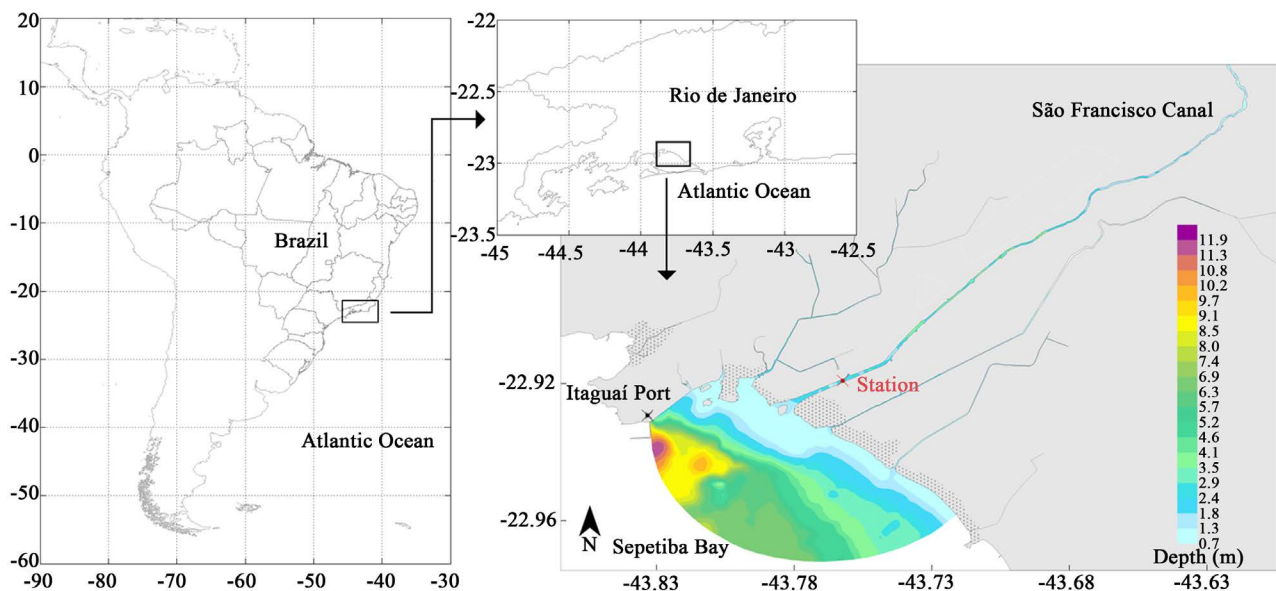 20
10
0
-10
-20
-30
-40
-50
-60
-90 -80 -70 -60 -50 -40 -30
Brazil
Atlantic Ocean
-22
-22.5
-23
-23.5
-45 -44.5 -44 -43.5 -43 -42.5
Rio de Janeiro
Atlantic Ocean
São Francisco Canal
Station
Itaguaí Port
Sepetiba Bay
N
-22.92
-22.96
-43.83 -43.78 -43.73 -43.68 -43.63
11.9
11.3
10.8
10.2
9.7
9.1
8.5
8.0
7.4
6.9
6.3
5.7
5.2
4.6
4.1
3.5
2.9
2.4
1.8
1.3
0.7
Depth (m)